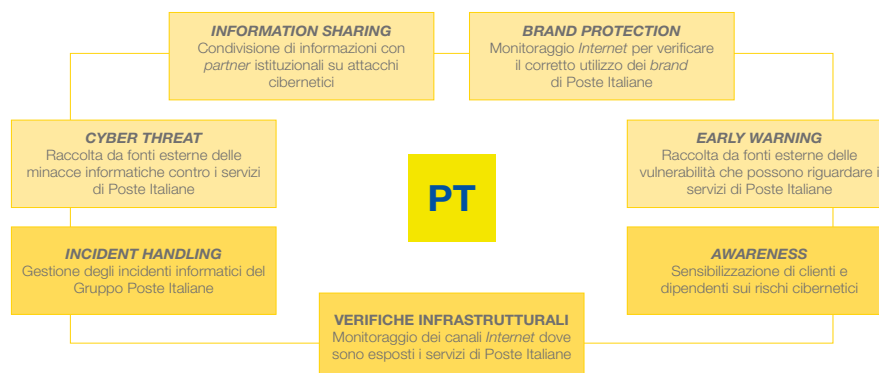 INFORMATION SHARING
Condivisione di informazioni con
partner istituzionali su attacchi
cibernetici
BRAND PROTECTION
Monitoraggio Internet per verificare
il corretto utilizzo dei brand
di Poste Italiane
CYBER THREAT
Raccolta da fonti esterne delle
minacce informatiche contro i servizi
di Poste Italiane
EARLY WARNING
Raccolta da fonti esterne delle
vulnerabilità che possono riguardare i
servizi di Poste Italiane
PT
INCIDENT HANDLING
Gestione degli incidenti informatici del
Gruppo Poste Italiane
AWARENESS
Sensibilizzazione di clienti e
dipendenti sui rischi cibernetici
VERIFICHE INFRASTRUTTURALI
Monitoraggio dei canali Internet dove
sono esposti i servizi di Poste Italiane